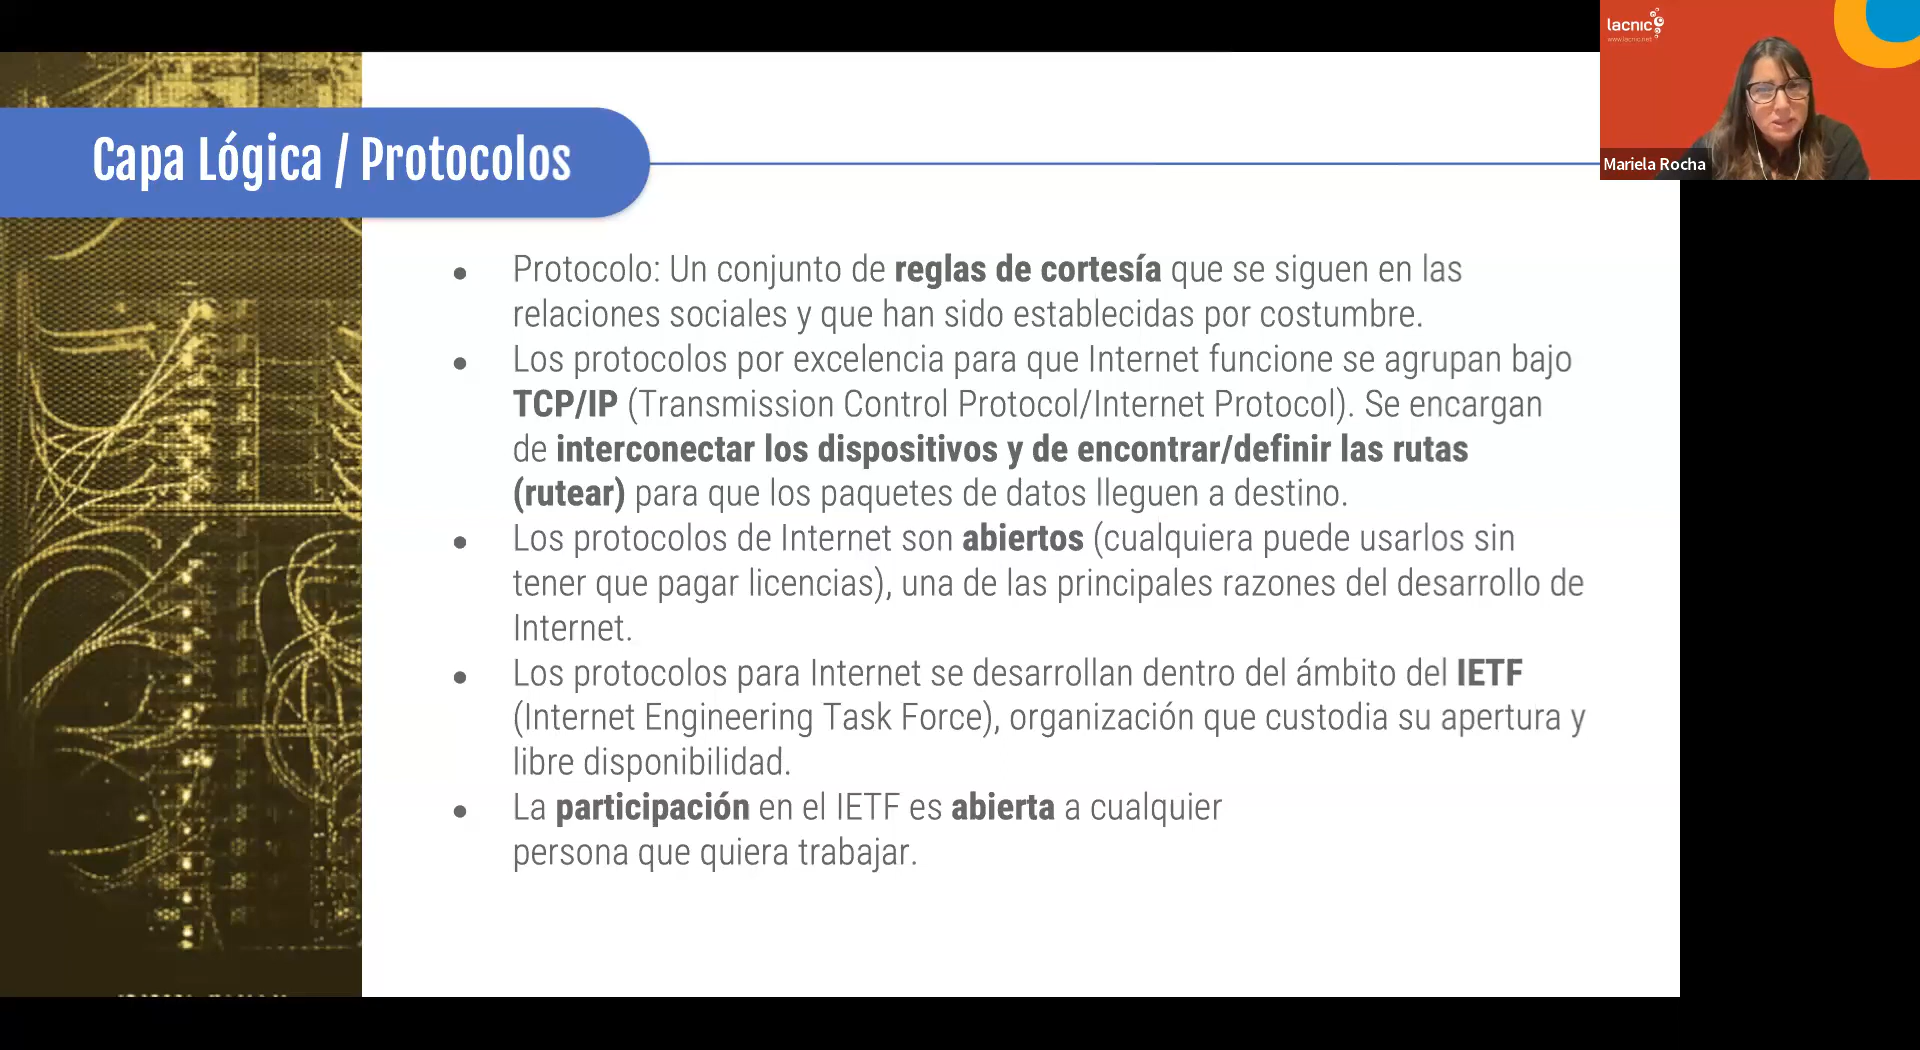 lacnic
www.lacnic.net
Mariela Rocha
Capa Lógica / Protocolos
● Protocolo: Un conjunto de reglas de cortesía que se siguen en las
relaciones sociales y que han sido establecidas por costumbre.
● Los protocolos por excelencia para que Internet funcione se agrupan bajo
TCP/IP (Transmission Control Protocol/Internet Protocol). Se encargan
de interconectar los dispositivos y de encontrar/definir las rutas
(rutear) para que los paquetes de datos lleguen a destino.
● Los protocolos de Internet son abiertos (cualquiera puede usarlos sin
tener que pagar licencias), una de las principales razones del desarrollo de
Internet.
● Los protocolos para Internet se desarrollan dentro del ámbito del IETF
(Internet Engineering Task Force), organización que custodia su apertura y
libre disponibilidad.
● La participación en el IETF es abierta a cualquier
persona que quiera trabajar.